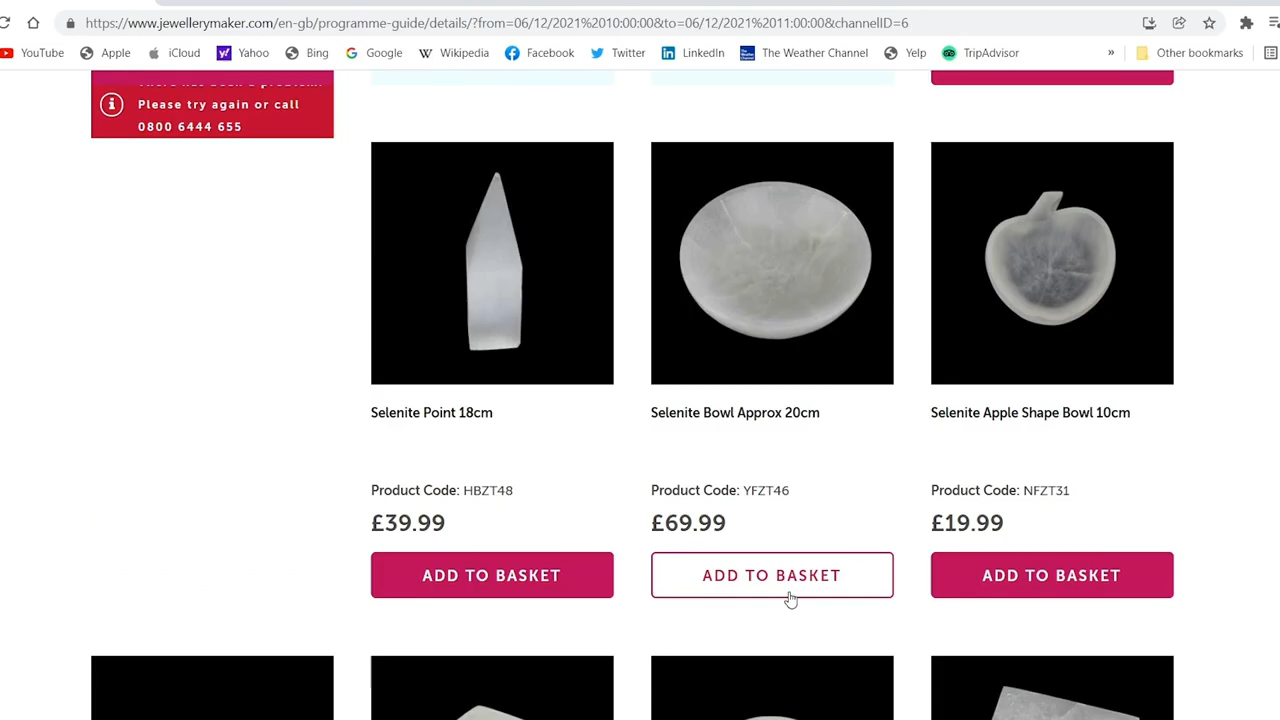 https://www.jewellerymaker.com/en-gb/programme-guide/details/?from=06/12/2021%2010:00:00&to=06/12/2021%2011:00:00&channelID=6
YouTube Apple iCloud Yahoo Bing Google Wikipedia Facebook Twitter LinkedIn The Weather Channel Yelp TripAdvisor » Other bookmarks
There has been a problem.
Please try again or call
0800 6444 655
Selenite Point 18cm
Product Code: HBZT48
£39.99
ADD TO BASKET
Selenite Bowl Approx 20cm
Product Code: YFZT46
£69.99
ADD TO BASKET
Selenite Apple Shape Bowl 10cm
Product Code: NFZT31
£19.99
ADD TO BASKET